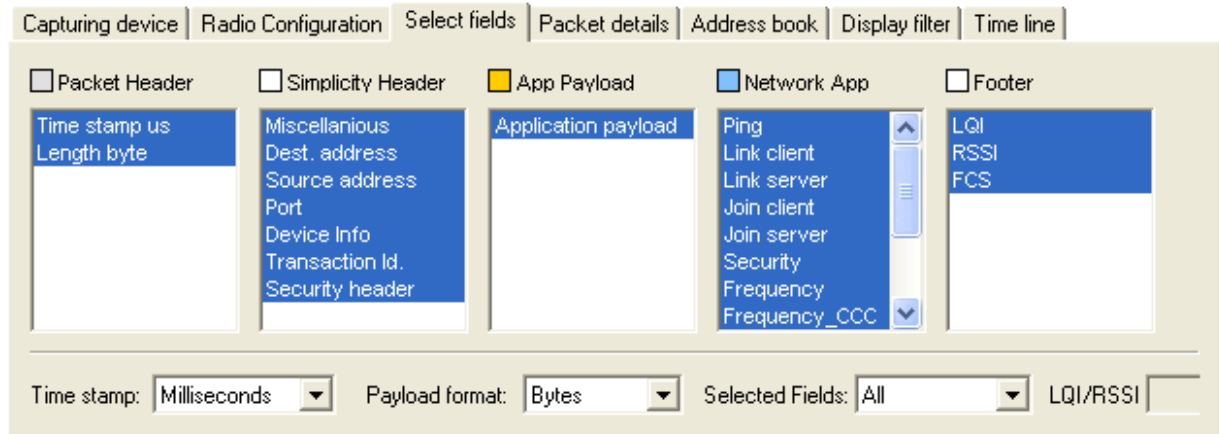 Capturing device Radio Configuration Select fields Packet details Address book Display filter Time line
Packet Header Simplicity Header App Payload Network App Footer
Time stamp us Miscellanious Application payload Ping LQI
Length byte Dest. address Link client RSSI
Source address Link server FCS
Port Join client
Device Info Join server
Transaction Id. Security
Security header Frequency
Frequency_CCC
Time stamp: Milliseconds Payload format: Bytes Selected Fields: All LQI/RSSI